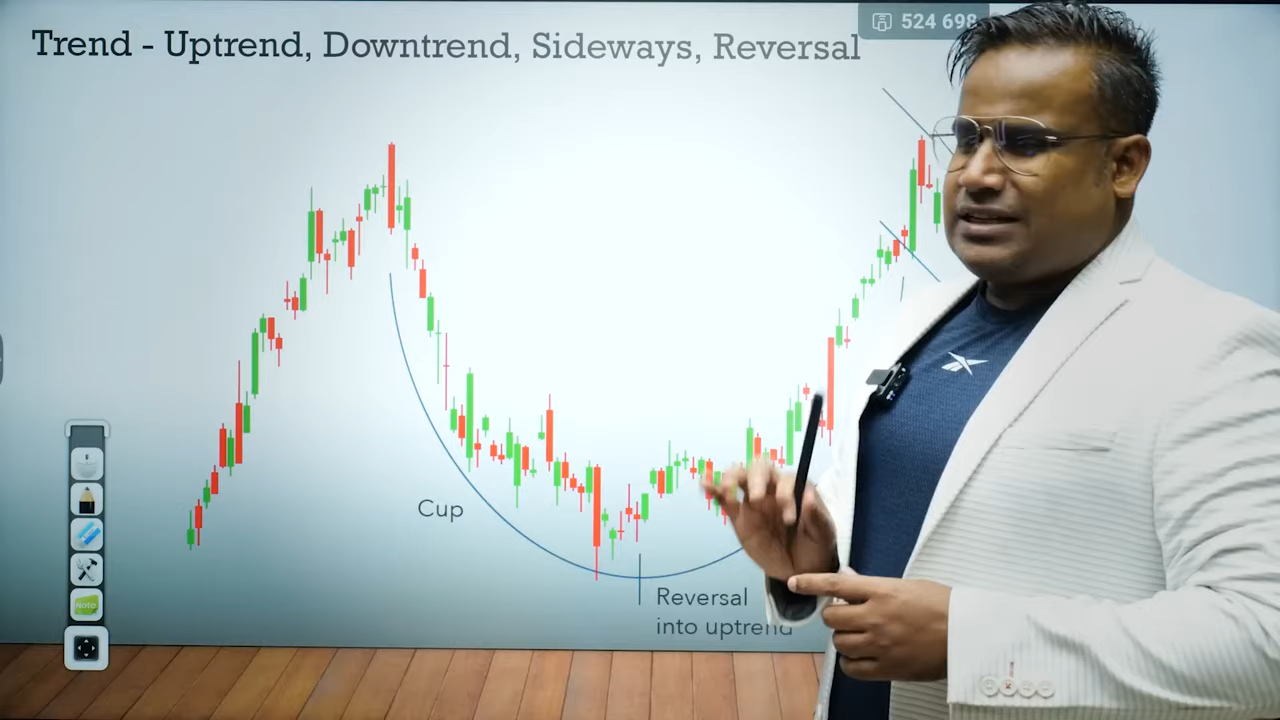 Trend - Uptrend, Downtrend, Sideways, Reversal
524 698
Cup
Reversal
into uptrend
Note